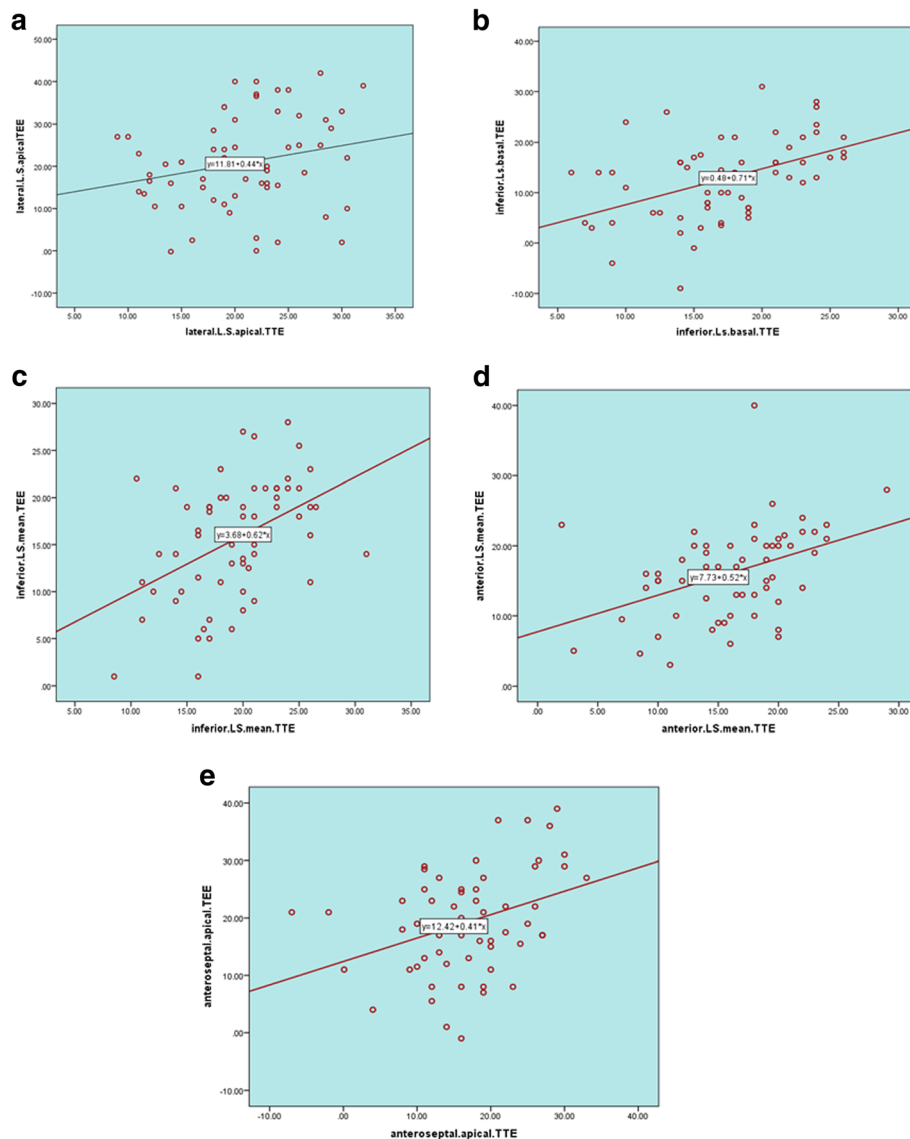 a
50.00
40.00
30.00
20.00
10.00
.00
-10.00
lateral.L.S.apicalTEE
y=11.81+0.44*x
10.00 15.00 20.00 25.00 30.00 35.00
lateral.L.S.apical.TTE
b
40.00
30.00
20.00
10.00
.00
-10.00
inferior.Ls.basal.TEE
y=0.48+0.71*x
5.00 10.00 15.00 20.00 25.00 30.00
inferior.Ls.basal.TTE
c
30.00
25.00
20.00
15.00
10.00
5.00
.00
inferior.LS.mean.TEE
y=3.68+0.62*x
5.00 10.00 15.00 20.00 25.00 30.00 35.00
inferior.LS.mean.TTE
d
40.00
30.00
20.00
10.00
.00
anterior.LS.mean.TEE
y=7.73+0.52*x
.00 5.00 10.00 15.00 20.00 25.00 30.00
anterior.LS.mean.TTE
e
40.00
30.00
20.00
10.00
.00
-10.00
anteroseptal.apical.TEE
y=12.42+0.41*x
-10.00 .00 10.00 20.00 30.00 40.00
anteroseptal.apical.TTE